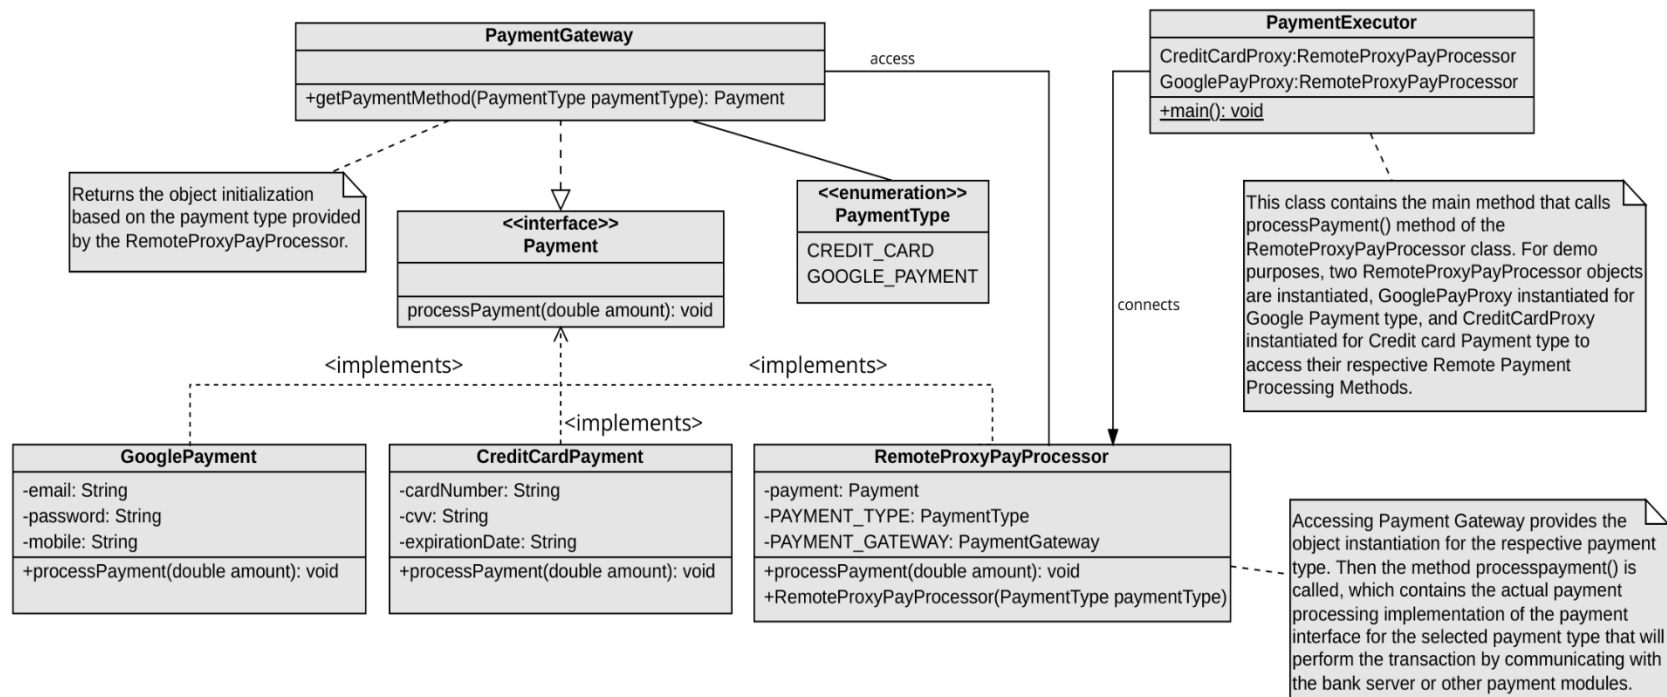 PaymentGateway
+getPaymentMethod(PaymentType paymentType): Payment
access
PaymentExecutor
CreditCardProxy:RemoteProxyPayProcessor
GooglePayProxy:RemoteProxyPayProcessor
+main(): void
Returns the object initialization
based on the payment type provided
by the RemoteProxyPayProcessor.
<<interface>>
Payment
processPayment(double amount): void
<<enumeration>>
PaymentType
CREDIT_CARD
GOOGLE_PAYMENT
connects
This class contains the main method that calls
processPayment() method of the
RemoteProxyPayProcessor class. For demo
purposes, two RemoteProxyPayProcessor objects
are instantiated, GooglePayProxy instantiated for
Google Payment type, and CreditCardProxy
instantiated for Credit card Payment type to
access their respective Remote Payment
Processing Methods.
<implements>
<implements>
<implements>
GooglePayment
-email: String
-password: String
-mobile: String
+processPayment(double amount): void
CreditCardPayment
-cardNumber: String
-cvv: String
-expirationDate: String
+processPayment(double amount): void
RemoteProxyPayProcessor
-payment: Payment
-PAYMENT_TYPE: PaymentType
-PAYMENT_GATEWAY: PaymentGateway
+processPayment(double amount): void
+RemoteProxyPayProcessor(PaymentType paymentType)
Accessing Payment Gateway provides the
object instantiation for the respective payment
type. Then the method processpayment() is
called, which contains the actual payment
processing implementation of the payment
interface for the selected payment type that will
perform the transaction by communicating with
the bank server or other payment modules.